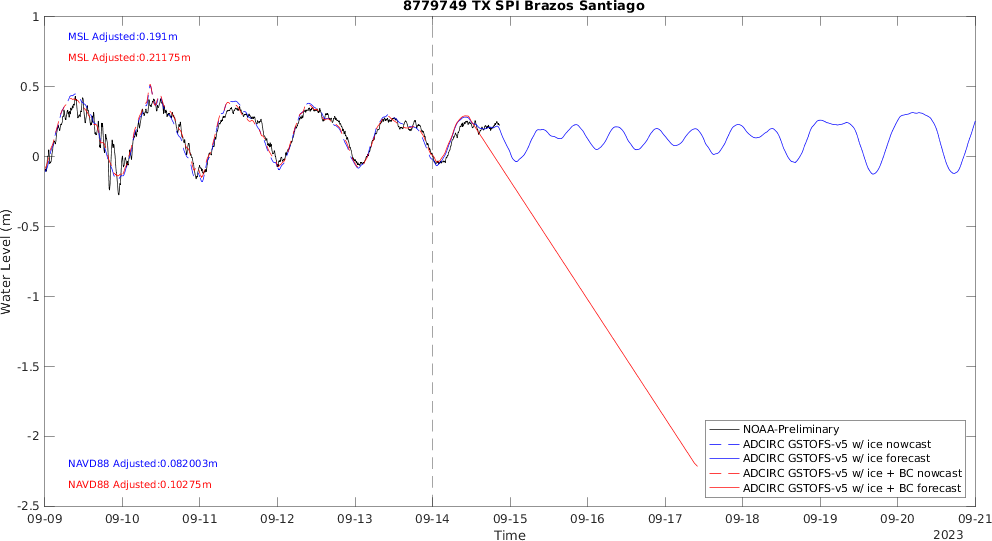 8779749 TX SPI Brazos Santiago
MSL Adjusted:0.191m
MSL Adjusted:0.21175m
1
0.5
0
-0.5
-1
-1.5
-2
-2.5
Water Level (m)
NAVD88 Adjusted:0.082003m
NAVD88 Adjusted:0.10275m
NOAA-Preliminary
ADCIRC GSTOFS-v5 w/ ice nowcast
ADCIRC GSTOFS-v5 w/ ice forecast
ADCIRC GSTOFS-v5 w/ ice + BC nowcast
ADCIRC GSTOFS-v5 w/ ice + BC forecast
09-09 09-10 09-11 09-12 09-13 09-14 09-15 09-16 09-17 09-18 09-19 09-20 09-21
Time
2023